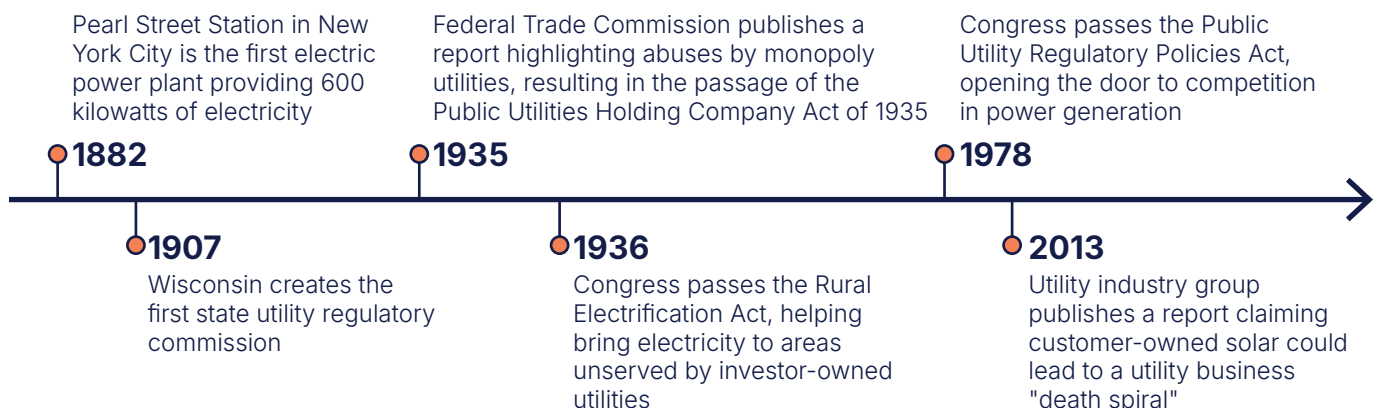 Pearl Street Station in New
York City is the first electric
power plant providing 600
kilowatts of electricity
1882
Federal Trade Commission publishes a
report highlighting abuses by monopoly
utilities, resulting in the passage of the
Public Utilities Holding Company Act of 1935
1935
Congress passes the Public
Utility Regulatory Policies Act,
opening the door to competition
in power generation
1978
1907
Wisconsin creates the
first state utility regulatory
commission
1936
Congress passes the Rural
Electrification Act, helping
bring electricity to areas
unserved by investor-owned
utilities
2013
Utility industry group
publishes a report claiming
customer-owned solar could
lead to a utility business
"death spiral"